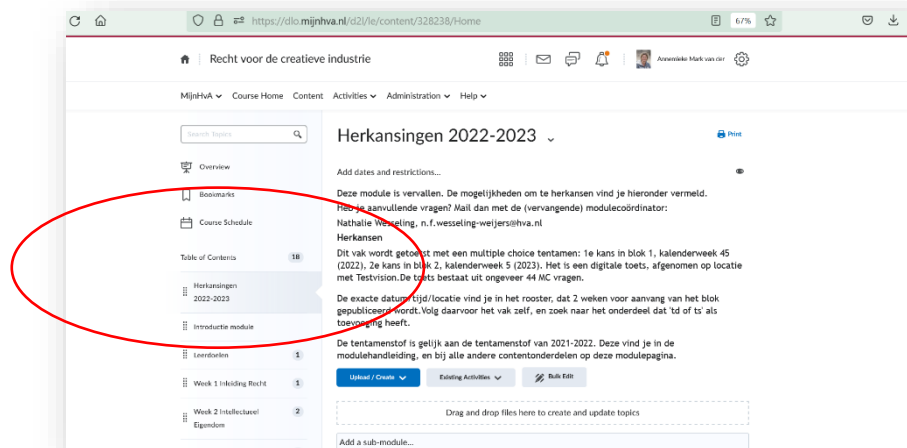 https://dlo.mijnhva.nl/d2l/le/content/328238/Home
67%
Recht voor de creatieve industrie
Annemieke Mark van der
MijnHvA Course Home Content Activities Administration Help
Search Topics
Overview
Bookmarks
Course Schedule
Table of Contents 18
Herkansingen
2022-2023
Introductie module
Leerdoelen 1
Week 1 Inleiding Recht 1
Week 2 Intellectueel 2
Eigendom
Herkansingen 2022-2023
Print
Add dates and restrictions...
Deze module is vervallen. De mogelijkheden om te herkansen vind je hieronder vermeld.
Heb je aanvullende vragen? Mail dan met de (vervangende) modulecoördinator:
Nathalie Wesseling, n.f.wesseling-weijers@hva.nl
Herkansen
Dit vak wordt getoetst met een multiple choice tentamen: 1e kans in blok 1, kalenderweek 45
(2022), 2e kans in blok 2, kalenderweek 5 (2023). Het is een digitale toets, afgenomen op locatie
met Testvision.De toets bestaat uit ongeveer 44 MC vragen.
De exacte datum/tijd/locatie vind je in het rooster, dat 2 weken voor aanvang van het blok
gepubliceerd wordt.Volg daarvoor het vak zelf, en zoek naar het onderdeel dat 'td of ts' als
toevoeging heeft.
De tentamenstof is gelijk aan de tentamenstof van 2021-2022. Deze vind je in de
modulehandleiding, en bij alle andere contentonderdelen op deze modulepagina.
Upload / Create Existing Activities Bulk Edit
Drag and drop files here to create and update topics
Add a sub-module...